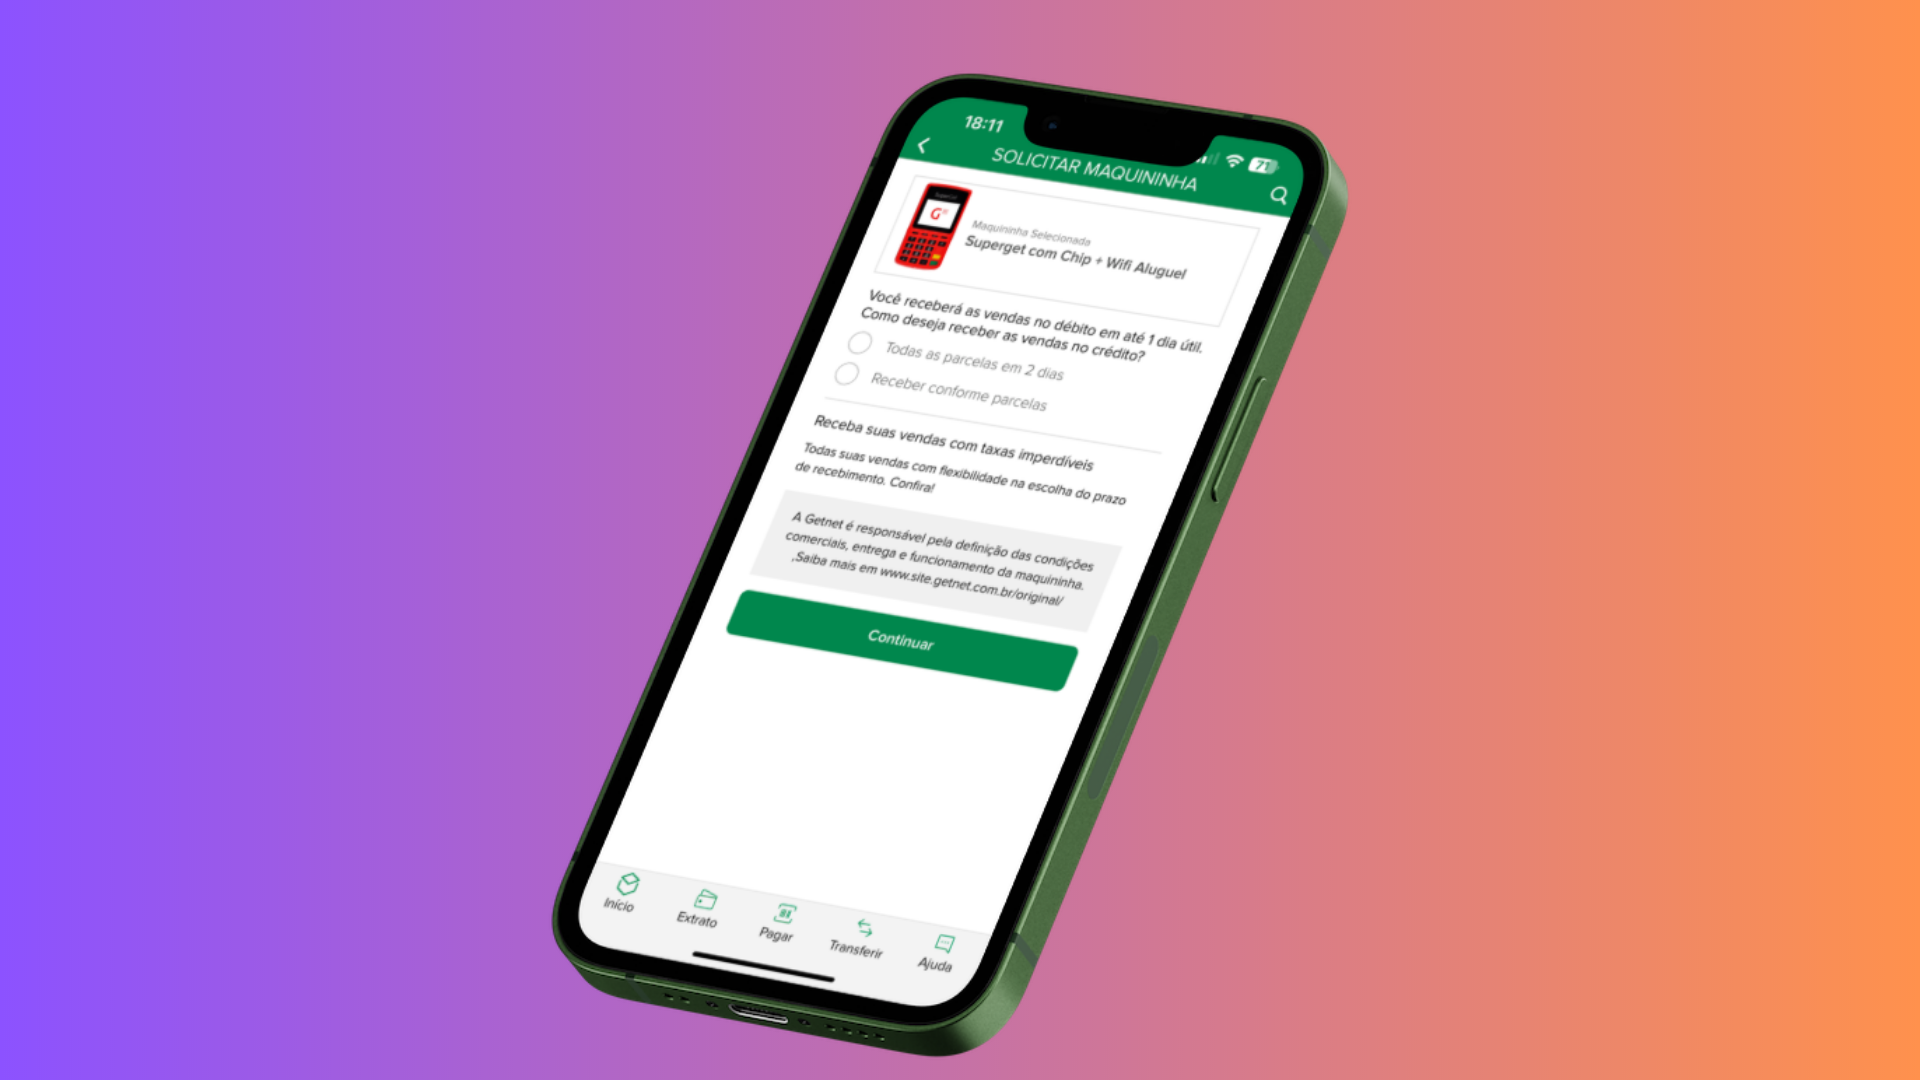 18:11
71
SOLICITAR MAQUININHA
G
Maquininha Selecionada
Superget com Chip + Wifi Aluguel
Você receberá as vendas no débito em até 1 dia útil.
Como deseja receber as vendas no crédito?
Todas as parcelas em 2 dias
Receber conforme parcelas
Receba suas vendas com taxas imperdíveis
Todas suas vendas com flexibilidade na escolha do prazo
de recebimento. Confira!
A Getnet é responsável pela definição das condições
comerciais, entrega e funcionamento da maquininha.
,Saiba mais em www.site.getnet.com.br/original/
Continuar
Início
Extrato
Pagar
Transferir
Ajuda